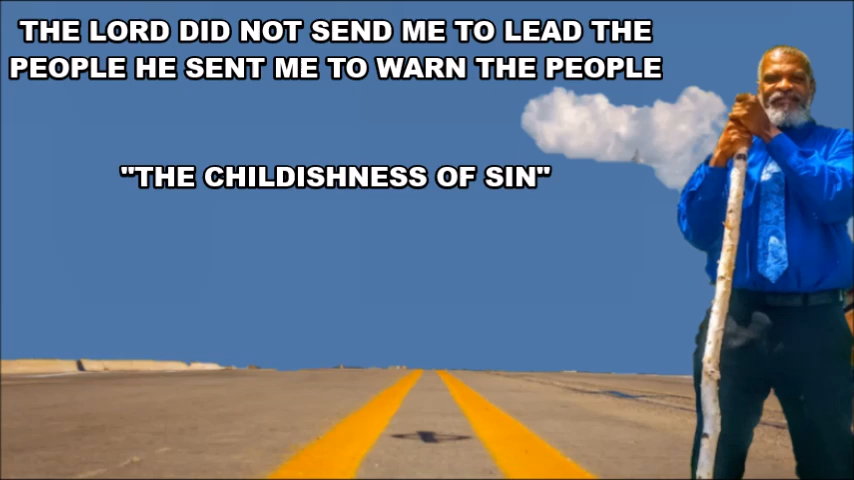 THE LORD DID NOT SEND ME TO LEAD THE
PEOPLE HE SENT ME TO WARN THE PEOPLE
"THE CHILDISHNESS OF SIN"